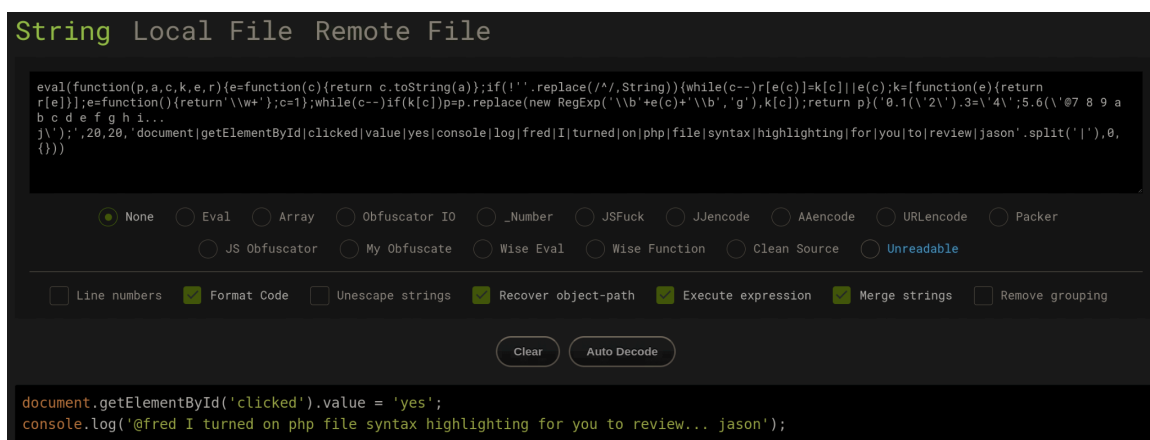 String Local File Remote File
eval(function(p,a,c,k,e,r){e=function(c){return c.toString(a)};if(!''.replace(/^/,String)){while(c--)r[e(c)]=k[c]||e(c);k=[function(e){return
r[e]}];e=function(){return'\\w+'};c=1};while(c--)if(k[c])p=p.replace(new RegExp('\\b'+e(c)+'\\b','g'),k[c]);return p}('0.1(\'2\').3=\'4\';5.6(\'@7 8 9 a
b c d e f g h i...
j\');',20,20,'document|getElementById|clicked|value|yes|console|log|fred|I|turned|on|php|file|syntax|highlighting|for|you|to|review|jason'.split('|'),0,
{}))
None Eval Array Obfuscator IO _Number JSFuck JJencode AAencode URLencode Packer
JS Obfuscator My Obfuscate Wise Eval Wise Function Clean Source Unreadable
Line numbers Format Code Unescape strings Recover object-path Execute expression Merge strings Remove grouping
Clear Auto Decode
document.getElementById('clicked').value = 'yes';
console.log('@fred I turned on php file syntax highlighting for you to review... jason');